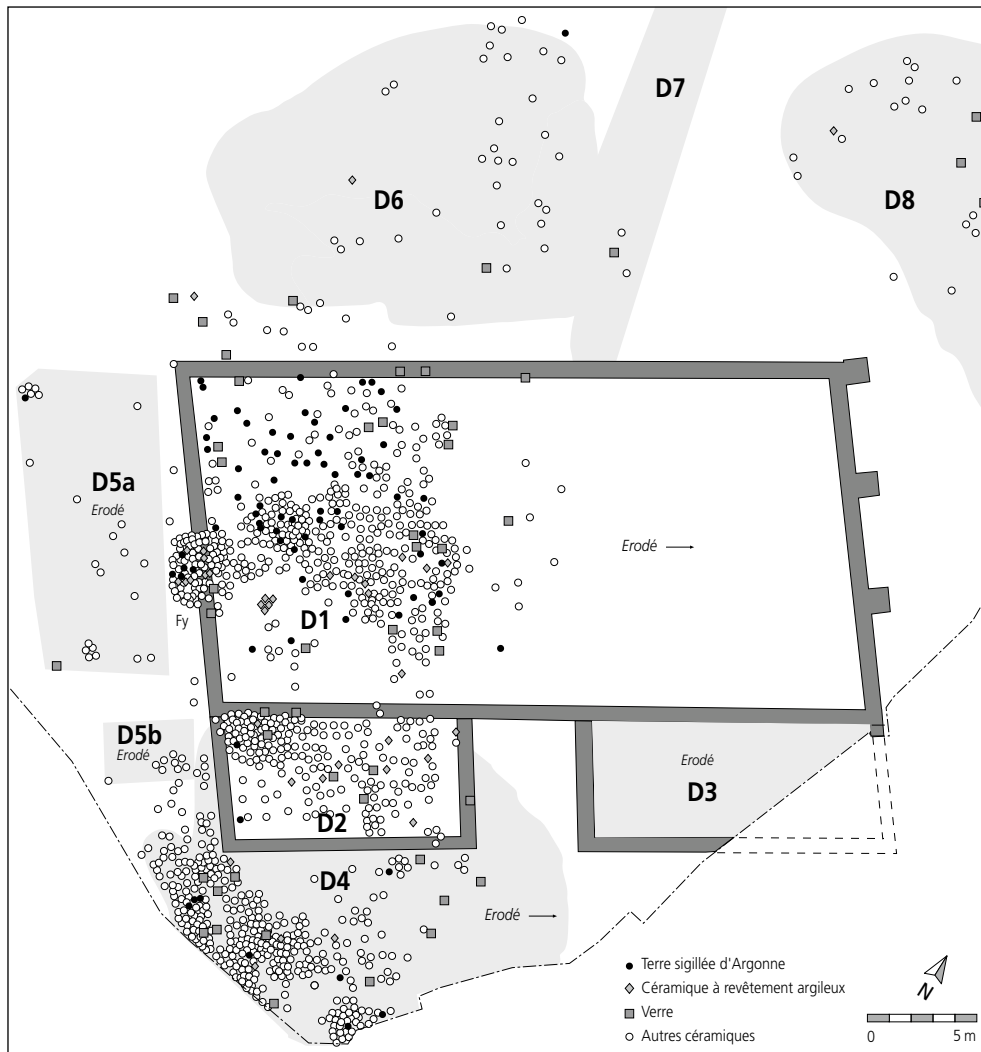 D7
D6
D8
D5a
Erodé
Erodé
Fy
D1
D5b
Erodé
Erodé
D3
D2
D4
Erodé
Terre sigillée d'Argonne
Céramique à revêtement argileux
Verre
Autres céramiques
N
0 5 m